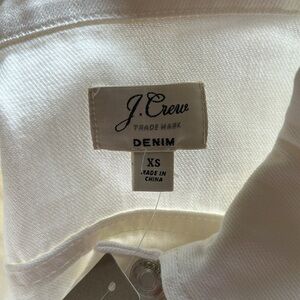 J.Crew
TRADE MARK
DENIM
XS
MADE IN
CHINA